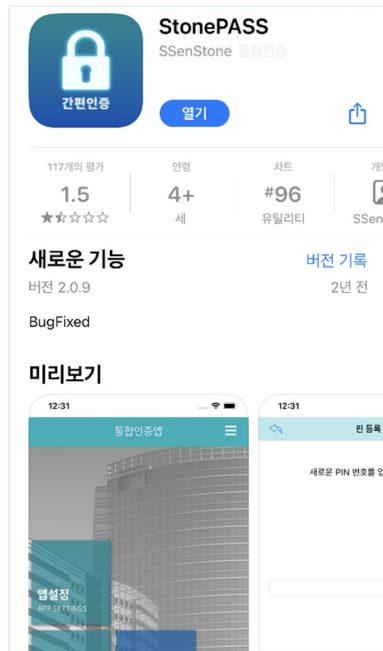 StonePASS
SSenStone 통합인증
간편인증
열기
117개의 평가
1.5
연령
4+
세
차트
#96
유틸리티
SSen
새로운 기능
버전 기록
버전 2.0.9
2년 전
BugFixed
미리보기
12:31
통합인증앱
앱설정
APP SETTINGS
12:31
핀 등록
새로운 PIN 번호를